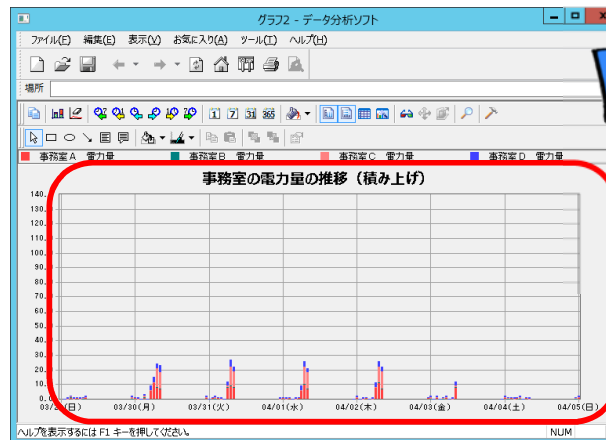 グラフ2 - データ分析ソフト
ファイル(F) 編集(E) 表示(V) お気に入り(A) ツール(T) ヘルプ(H)
場所
1 7 31 365
事務室A 電力量 事務室B 電力量 事務室C 電力量 事務室D 電力量
事務室の電力量の推移（積み上げ）
140.
130.
120.
110.
100.
90.
80.
70.
60.
50.
40.
30.
20.
10.
0.
03/2 (日) 03/30(月) 03/31(火) 04/01(水) 04/02(木) 04/03(金) 04/04(土) 04/05(日)
ヘルプを表示するには F1 キーを押してください。 NUM